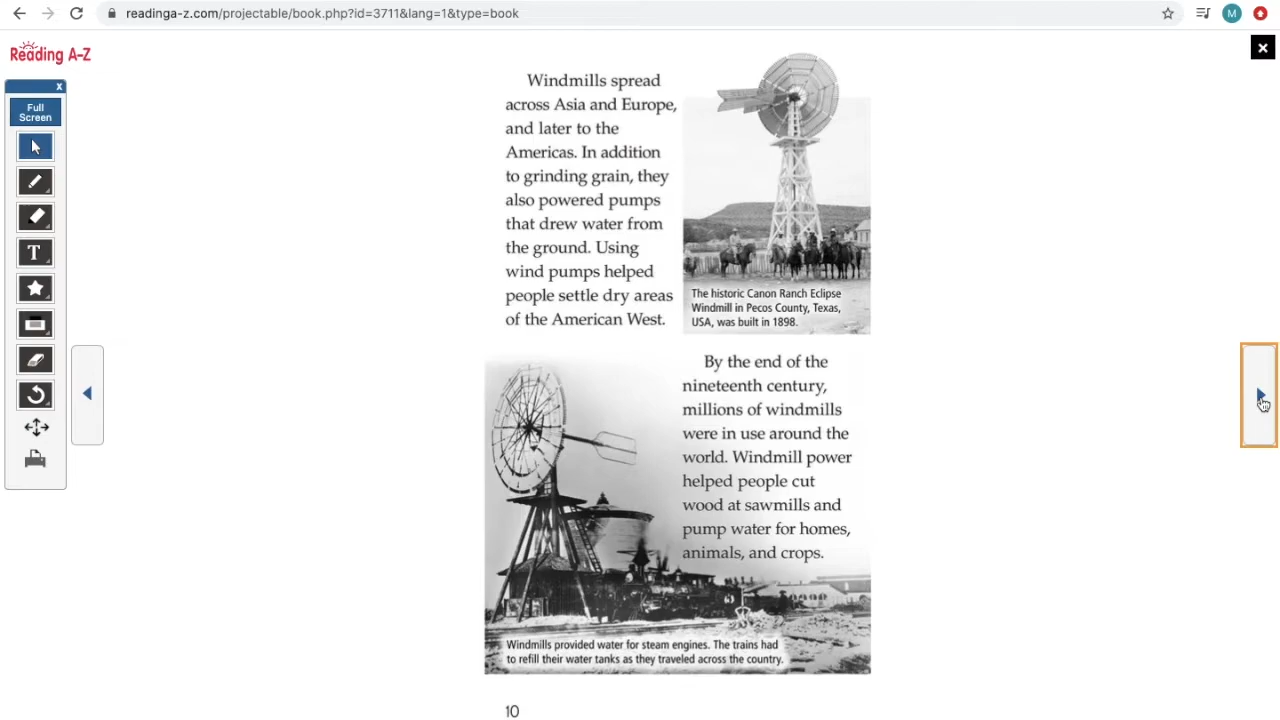 readinga-z.com/projectable/book.php?id=3711&lang=1&type=book
M
Reading A-Z
x
Full
Screen
T
Windmills spread
across Asia and Europe,
and later to the
Americas. In addition
to grinding grain, they
also powered pumps
that drew water from
the ground. Using
wind pumps helped
people settle dry areas
of the American West.
The historic Canon Ranch Eclipse
Windmill in Pecos County, Texas,
USA, was built in 1898.
By the end of the
nineteenth century,
millions of windmills
were in use around the
world. Windmill power
helped people cut
wood at sawmills and
pump water for homes,
animals, and crops.
Windmills provided water for steam engines. The trains had
to refill their water tanks as they traveled across the country.
10